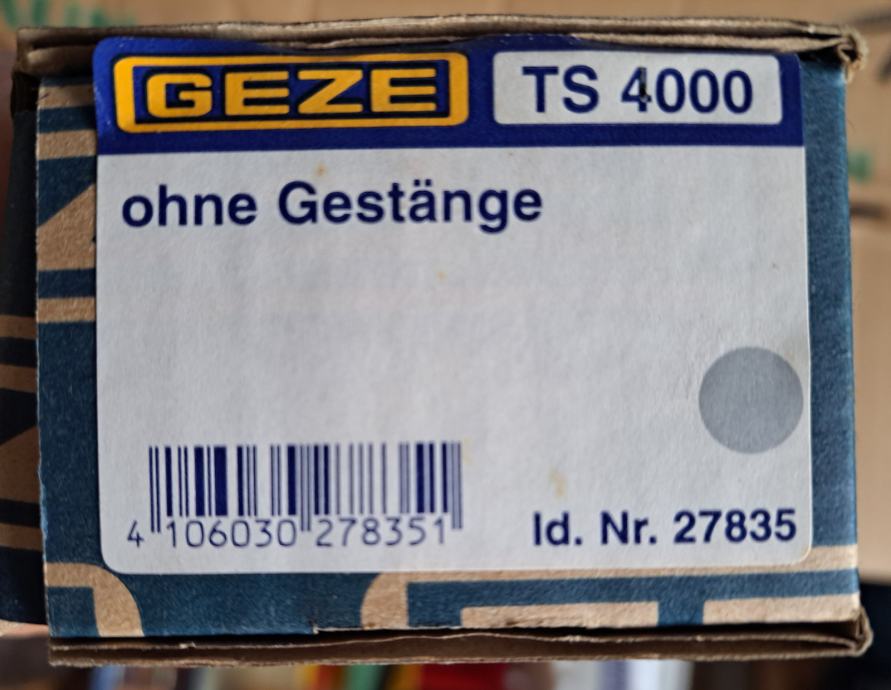 GEZE TS 4000
ohne Gestänge
4 106030 278351
Id. Nr. 27835